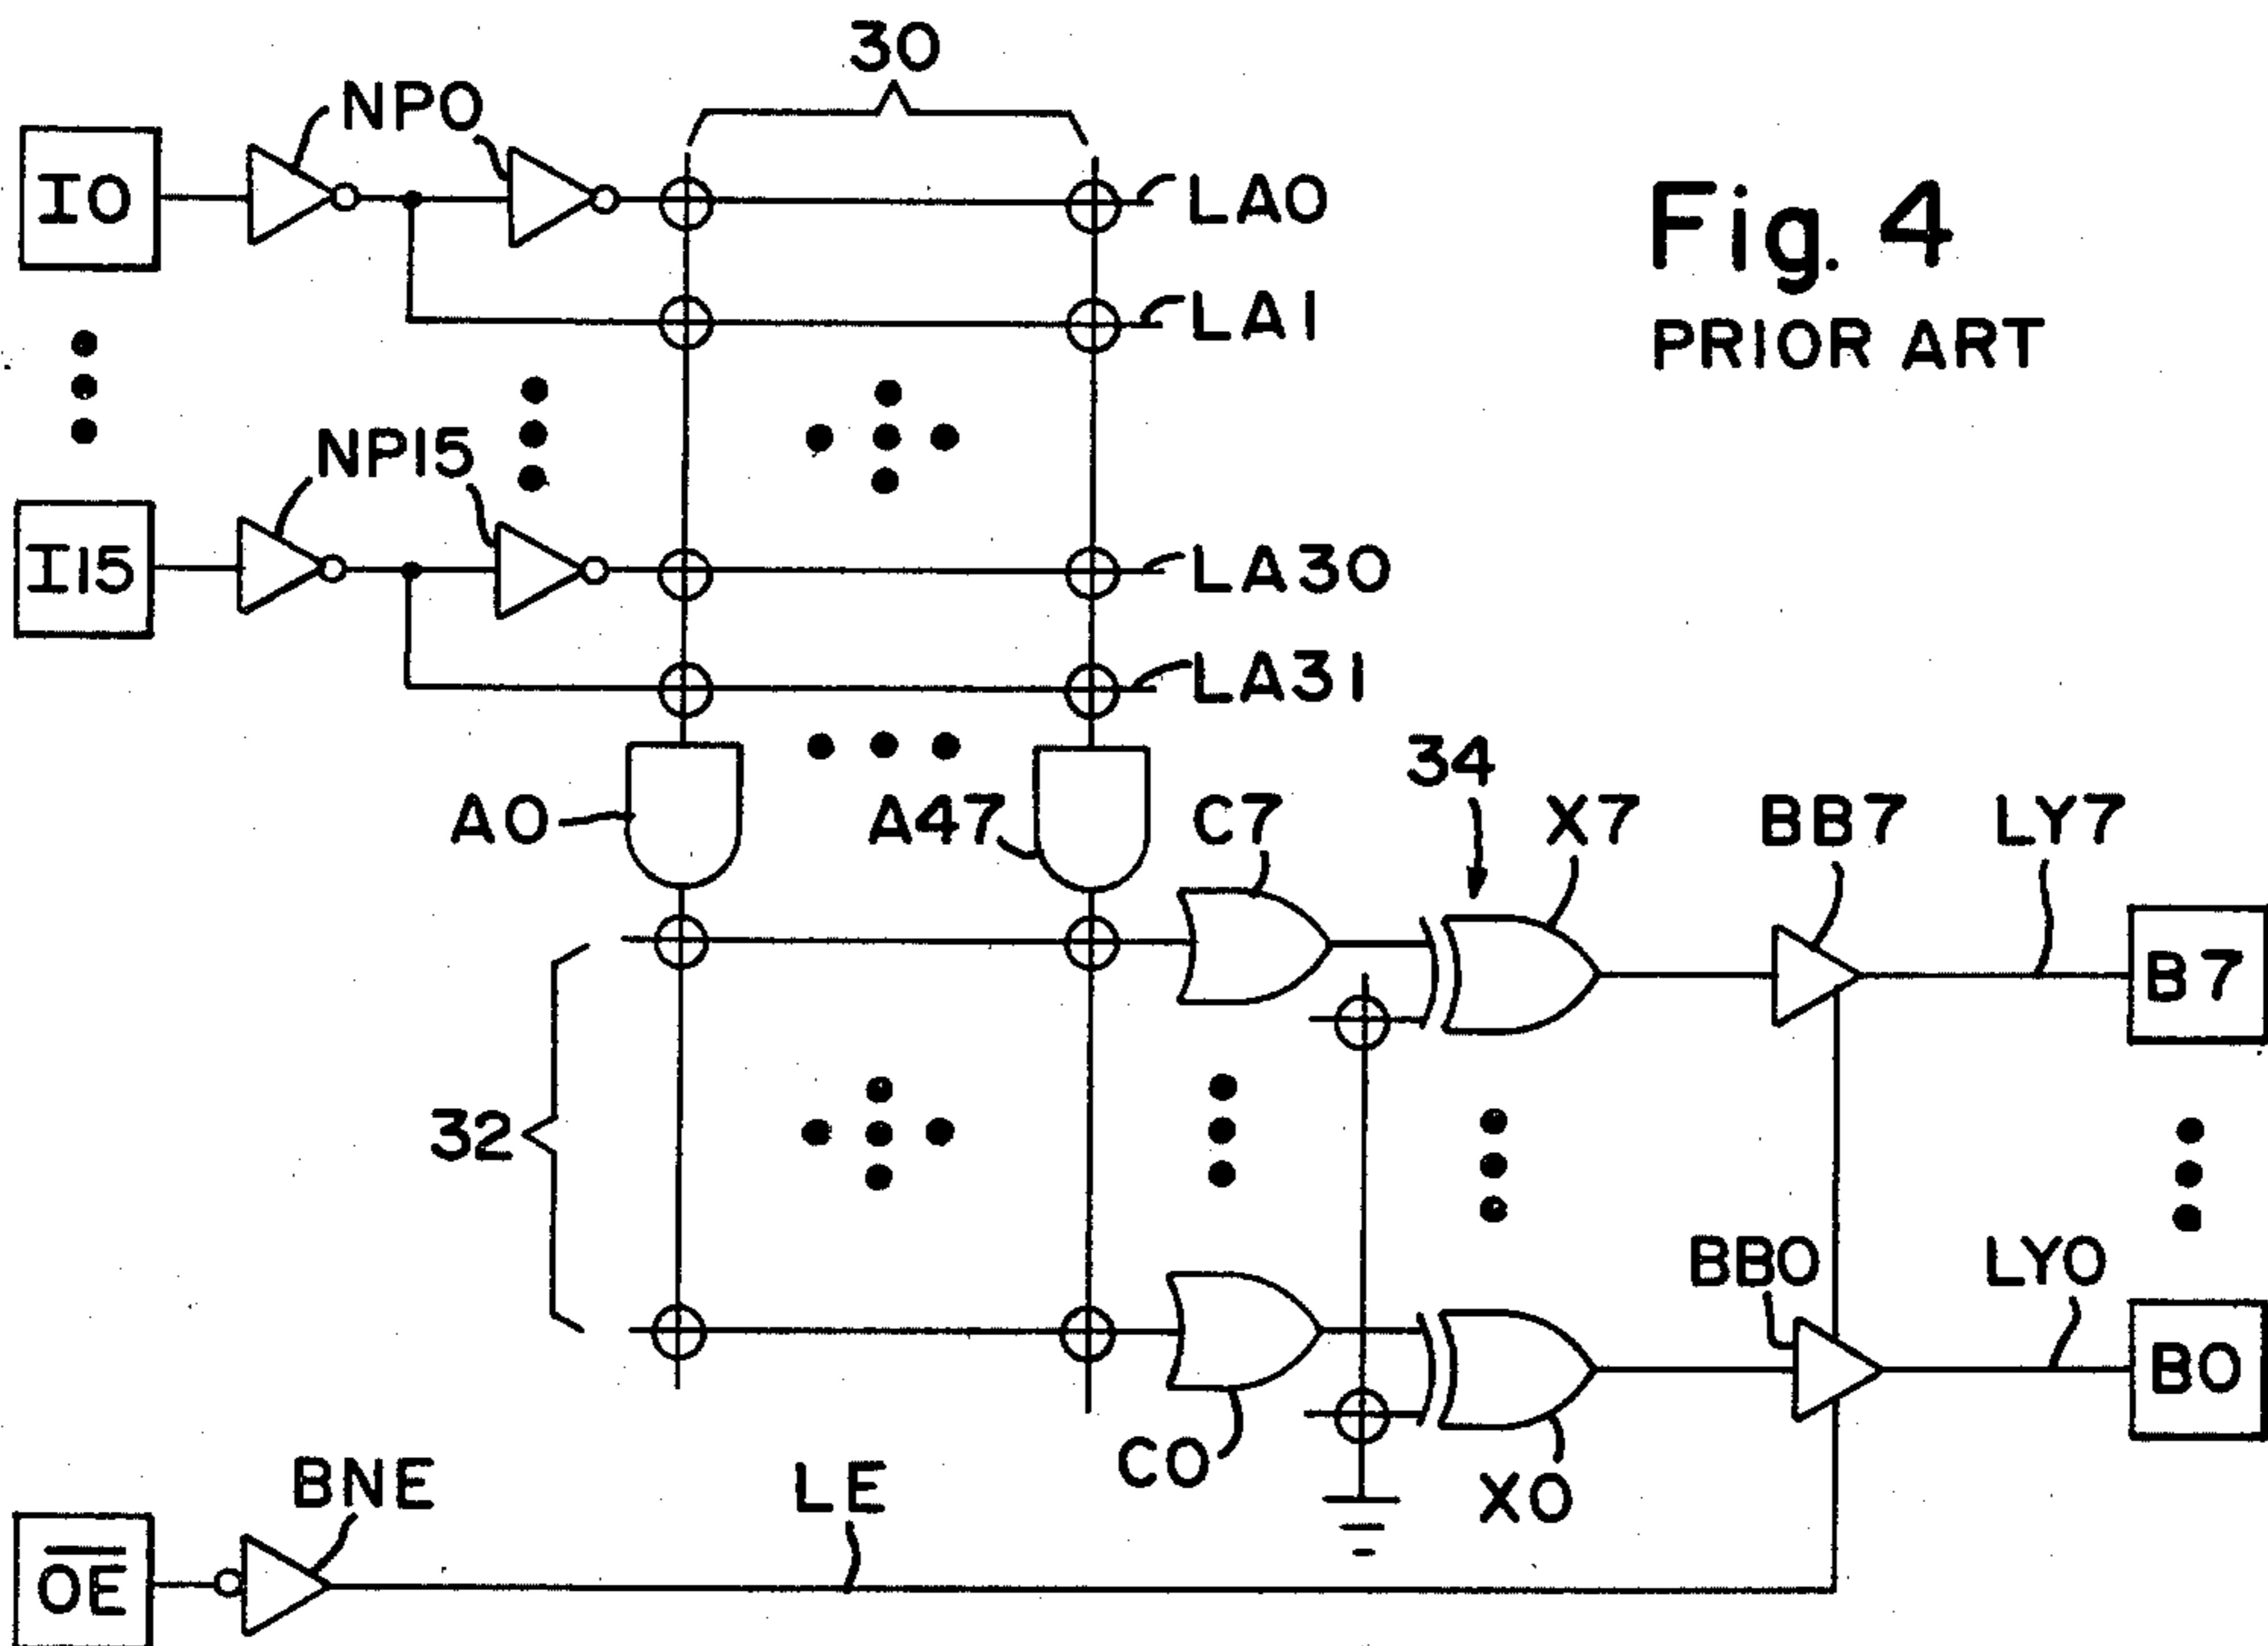 30
NP0
I0
LA0
Fig. 4
LA1
PRIOR ART
NP15
I15
LA30
LA31
34
A0
A47
C7
X7
BB7
LY7
B7
32
BB0
LY0
B0
C0
X0
BNE
LE
OE